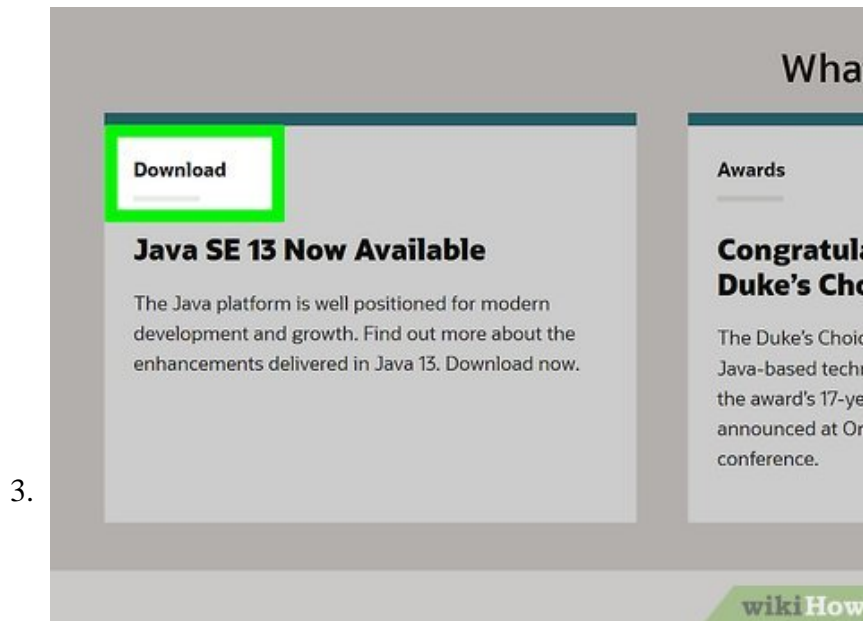 Wha
Download
Java SE 13 Now Available
The Java platform is well positioned for modern
development and growth. Find out more about the
enhancements delivered in Java 13. Download now.
Awards
Congratula
Duke's Cho
The Duke's Choic
Java-based techn
the award's 17-ye
announced at Or
conference.
3.
wikiHow